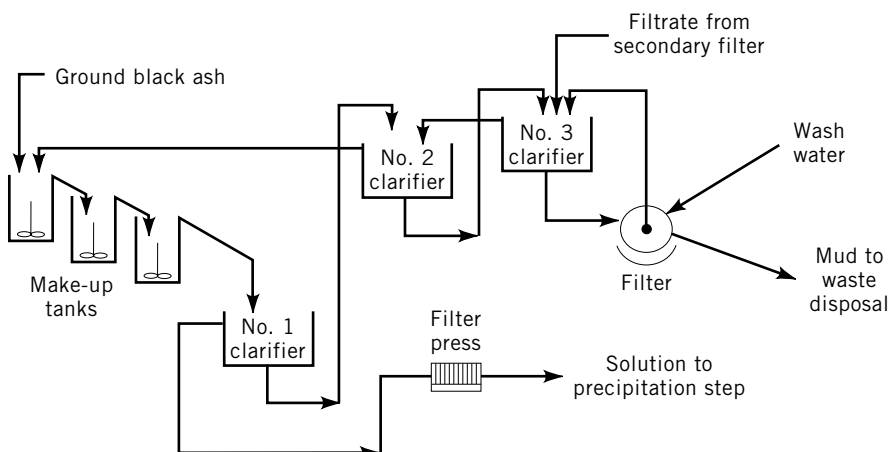 Filtrate from
secondary filter
Ground black ash
No. 3
clarifier
Wash
water
No. 2
clarifier
Make-up
tanks
Filter
Mud to
waste
disposal
No. 1
clarifier
Filter
press
Solution to
precipitation step